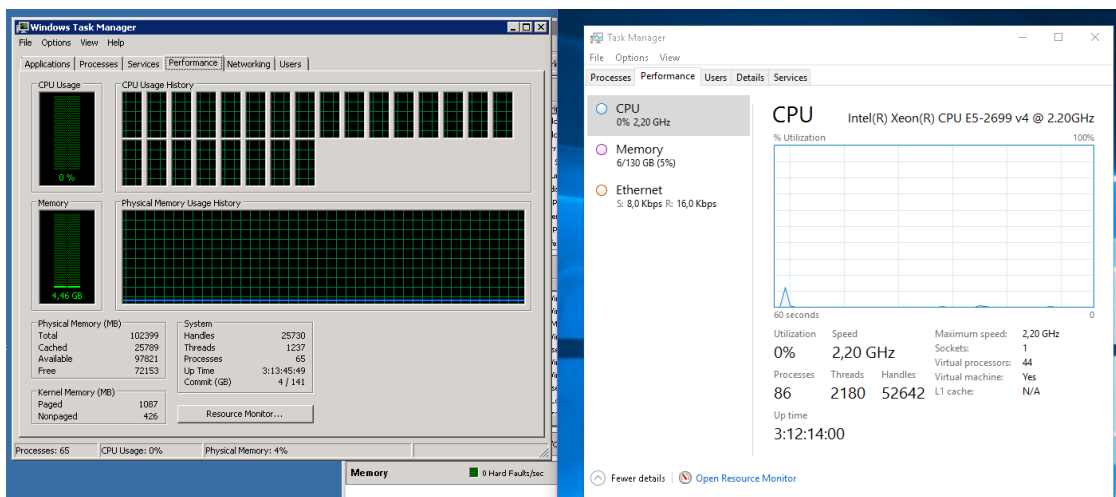 Windows Task Manager
File Options View Help
Applications Processes Services Performance Networking Users
CPU Usage
CPU Usage History
0 %
Memory
Physical Memory Usage History
4,46 GB
Physical Memory (MB)
Total 102399
Cached 25789
Available 97821
Free 72153
Kernel Memory (MB)
Paged 1087
Nonpaged 426
System
Handles 25730
Threads 1237
Processes 65
Up Time 3:13:45:49
Commit (GB) 4 / 141
Resource Monitor...
Processes: 65 CPU Usage: 0% Physical Memory: 4%
Memory 0 Hard Faults/sec
Task Manager
File Options View
Processes Performance Users Details Services
CPU
0% 2,20 GHz
Memory
6/130 GB (5%)
Ethernet
S: 8,0 Kbps R: 16,0 Kbps
CPU Intel(R) Xeon(R) CPU E5-2699 v4 @ 2.20GHz
% Utilization 100%
60 seconds 0
Utilization Speed
0% 2,20 GHz
Processes Threads Handles
86 2180 52642
Up time
3:12:14:00
Maximum speed: 2,20 GHz
Sockets: 1
Virtual processors: 44
Virtual machine: Yes
L1 cache: N/A
Fewer details Open Resource Monitor